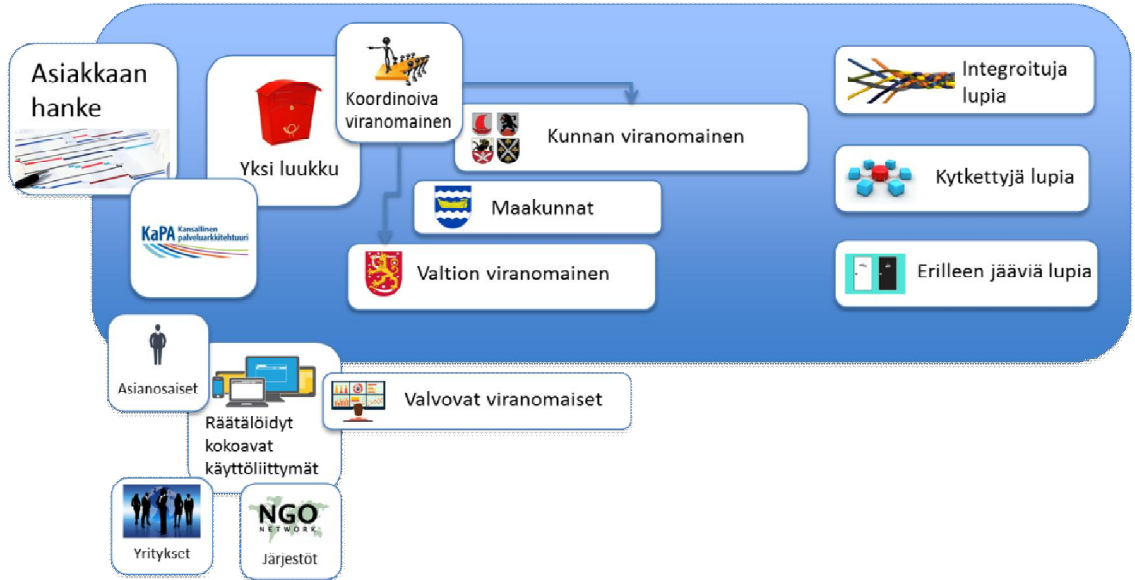 Asiakkaan
hanke
Yksi luukku
Koordinoiva
viranomainen
Kunnan viranomainen
Maakunnat
Valtion viranomainen
Integroituja
lupia
Kytkettyjä lupia
Erilleen jääviä lupia
KaPA Kansallinen
palveluarkkitehtuuri
Asianosaiset
Räätälöidyt
kokoavat
käyttöliittymät
Valvovat viranomaiset
Yritykset
NGO
NETWORK
Järjestöt